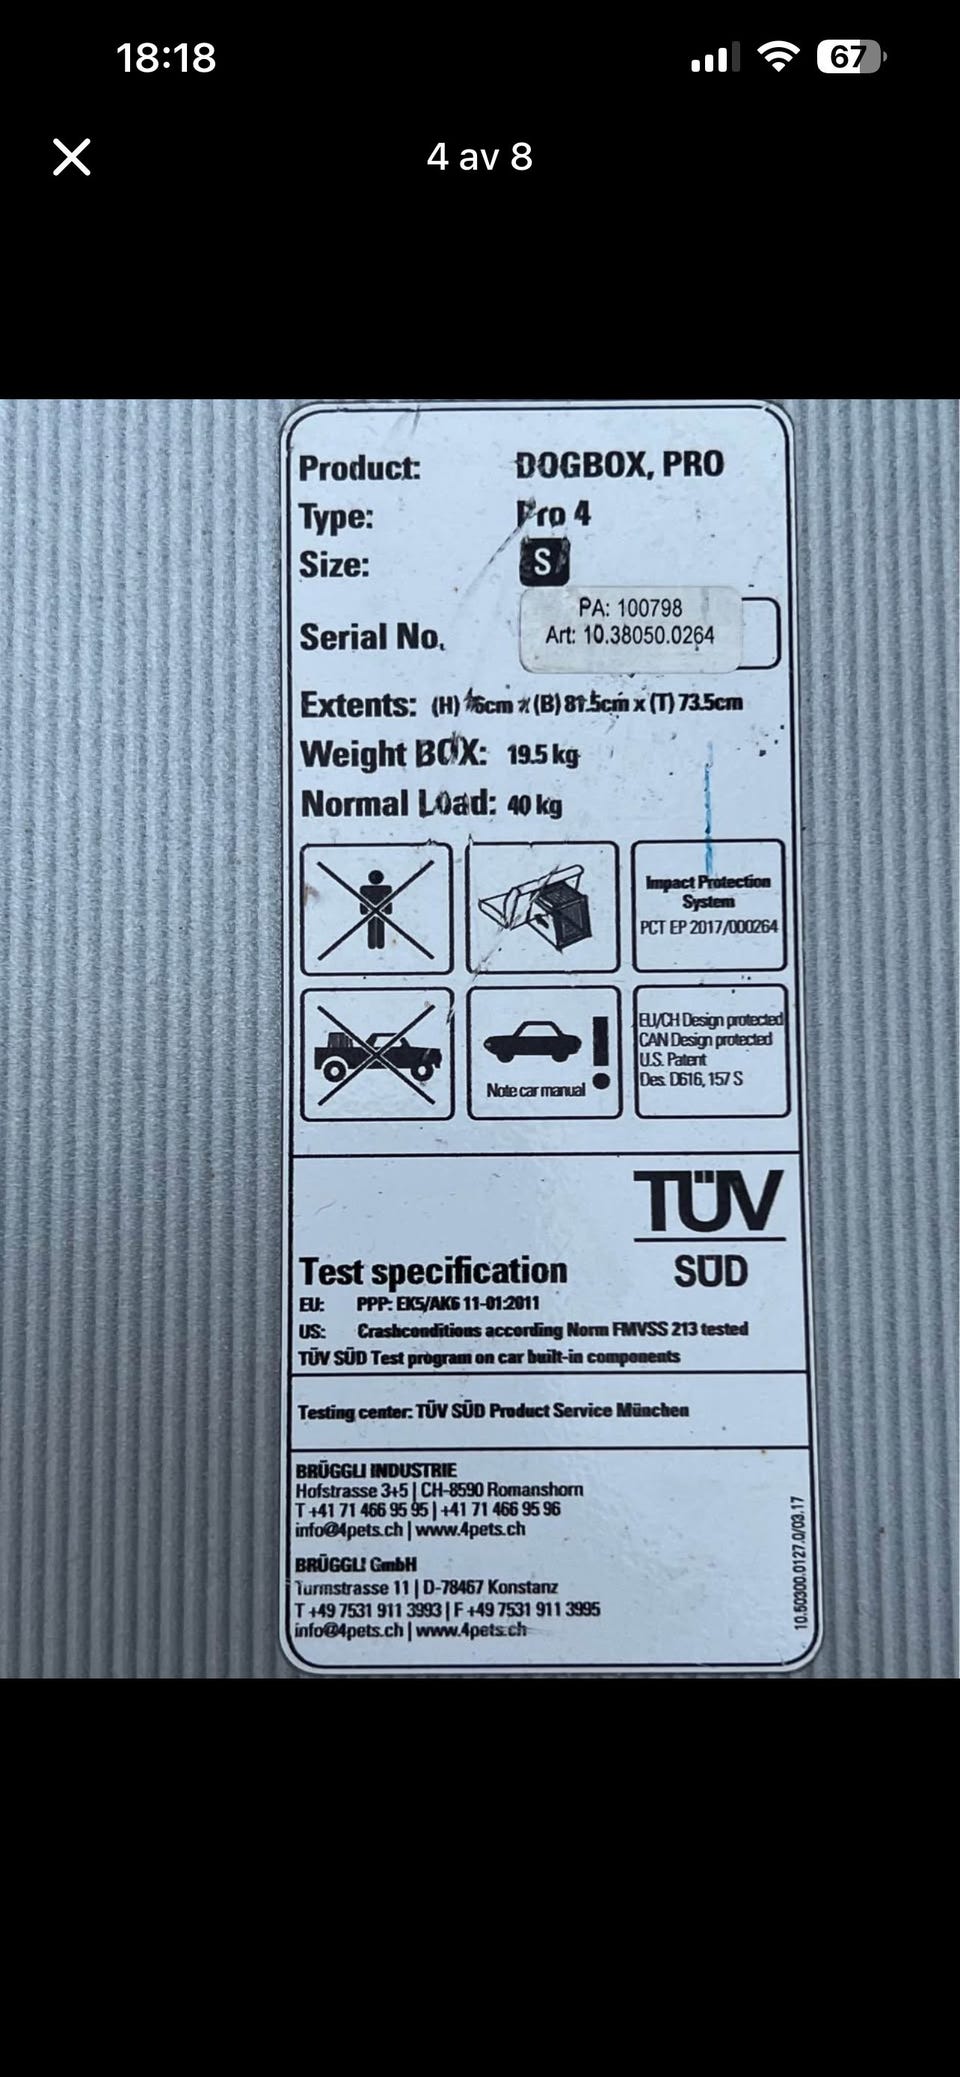 18:18
67
4 av 8
Product: DOGBOX, PRO
Type: Pro 4
Size: S
PA: 100798
Serial No. Art: 10.38050.0264
Extents: (H) 6cm x (B) 81.5cm x (T) 73.5cm
Weight BOX: 19.5 kg
Normal Load: 40 kg
Impact Protection
System
PCT EP 2017/000264
EU/CH Design protected
CAN Design protected
U.S. Patent
Des. D616, 157 S
Note car manual
!
TÜV
SÜD
Test specification
EU: PPP: EK5/AK6 11-01:2011
US: Crashconditions according Norm FMVSS 213 tested
TÜV SÜD Test program on car built-in components
Testing center: TÜV SÜD Product Service München
BRÜGGLI INDUSTRIE
Hofstrasse 3+5 | CH-8590 Romanshorn
T +41 71 466 95 95 | +41 71 466 95 96
info@4pets.ch | www.4pets.ch
BRÜGGLI GmbH
Turmstrasse 11 | D-78467 Konstanz
T +49 7531 911 3993 | F +49 7531 911 3995
info@4pets.ch | www.4pets.ch
10.50300.0127.0/03.17